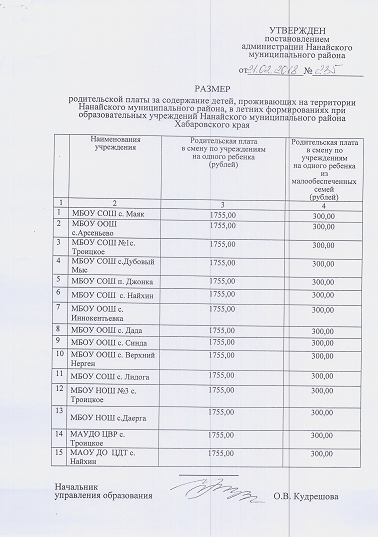 УТВЕРЖДЕН
постановлением
администрации Нанайского
муниципального района
от 21.02.2018 № 235
РАЗМЕР
родительской платы за содержание детей, проживающих на территории
Нанайского муниципального района, в летних формированиях при
образовательных учреждений Нанайского муниципального района
Хабаровского края
Наименования учреждения
Родительская плата в смену по учреждениям на одного ребенка (рублей)
Родительская плата в смену по учреждениям на одного ребенка из малообеспеченных семей (рублей)
1 2 3 4
1 МБОУ СОШ с. Маяк 1755,00 300,00
2 МБОУ ООШ с.Арсеньево 1755,00 300,00
3 МБОУ СОШ №1с. Троицкое 1755,00 300,00
4 МБОУ СОШ с.Дубовый Мыс 1755,00 300,00
5 МБОУ СОШ п. Джонка 1755,00 300,00
6 МБОУ СОШ с. Найхин 1755,00 300,00
7 МБОУ ООШ с. Иннокентьевка 1755,00 300,00
8 МБОУ ООШ с. Дада 1755,00 300,00
9 МБОУ ООШ с. Синда 1755,00 300,00
10 МБОУ ООШ с. Верхний Нерген 1755,00 300,00
11 МБОУ СОШ с. Лидога 1755,00 300,00
12 МБОУ НОШ №3 с. Троицкое 1755,00 300,00
13 МБОУ НОШ с.Даерга 1755,00 300,00
14 МАУДО ЦВР с. Троицкое 1755,00 300,00
15 МАОУ ДО ЦДТ с. Найхин 1755,00 300,00
Начальник
управления образования О.В. Кудрешова